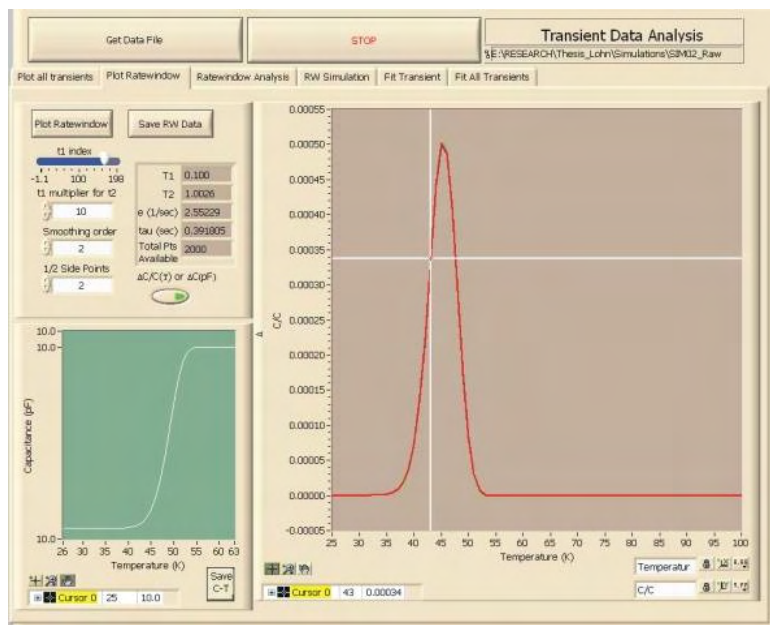 Get Data File
STOP
Transient Data Analysis
E:\RESEARCH\Thesis_Lohn\Simulations\SIM02_Raw
Plot all transients
Plot Ratewindow
Ratewindow Analysis
RW Simulation
Fit Transient
Fit All Transients
Plot Ratewindow
Save RW Data
t1 index
-1.1 100 198
t1 multiplier for t2
10
Smoothing order
2
1/2 Side Points
2
T1 0.100
T2 1.0026
e (1/sec) 2.55229
tau (sec) 0.391805
Total Pts Available 2000
ΔC/C(τ) or ΔC(pF)
10.0
10.0
10.0
Capacitance (pF)
26 30 35 40 45 50 55 60 63
Temperature (K)
Cursor 0 25 10.0
Save
C-T
0.00055
0.00050
0.00045
0.00040
0.00035
0.00030
0.00025
0.00020
0.00015
0.00010
0.00005
0.00000
-0.00005
Δ C/C
25 30 35 40 45 50 55 60 65 70 75 80 85 90 95 100
Temperature (K)
Cursor 0 43 0.00034
Temperatur
C/C